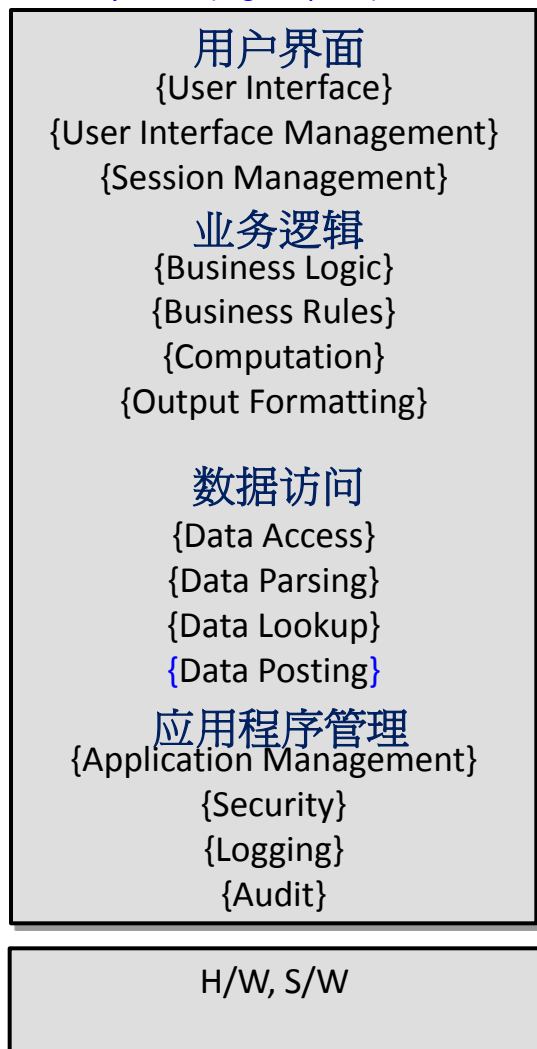 用户界面
{User Interface}
{User Interface Management}
{Session Management}
业务逻辑
{Business Logic}
{Business Rules}
{Computation}
{Output Formatting}
数据访问
{Data Access}
{Data Parsing}
{Data Lookup}
{Data Posting}
应用程序管理
{Application Management}
{Security}
{Logging}
{Audit}
H/W, S/W